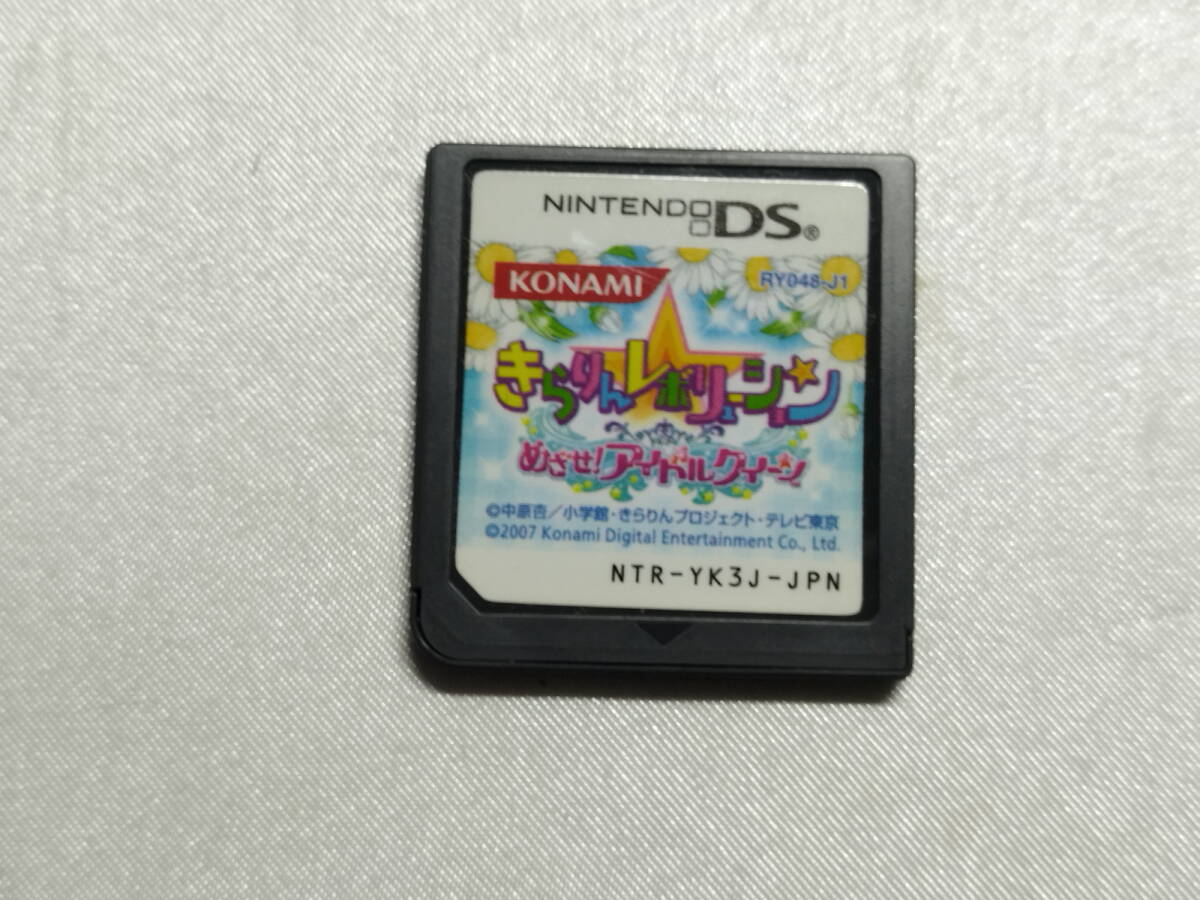 NINTENDO DS®
KONAMI
RY048-J1
きらりんレボリューション
めざせ!アイドルクイーン
©中原杏/小学館・きらりんプロジェクト・テレビ東京
©2007 Konami Digital Entertainment Co., Ltd.
NTR-YK3J-JPN